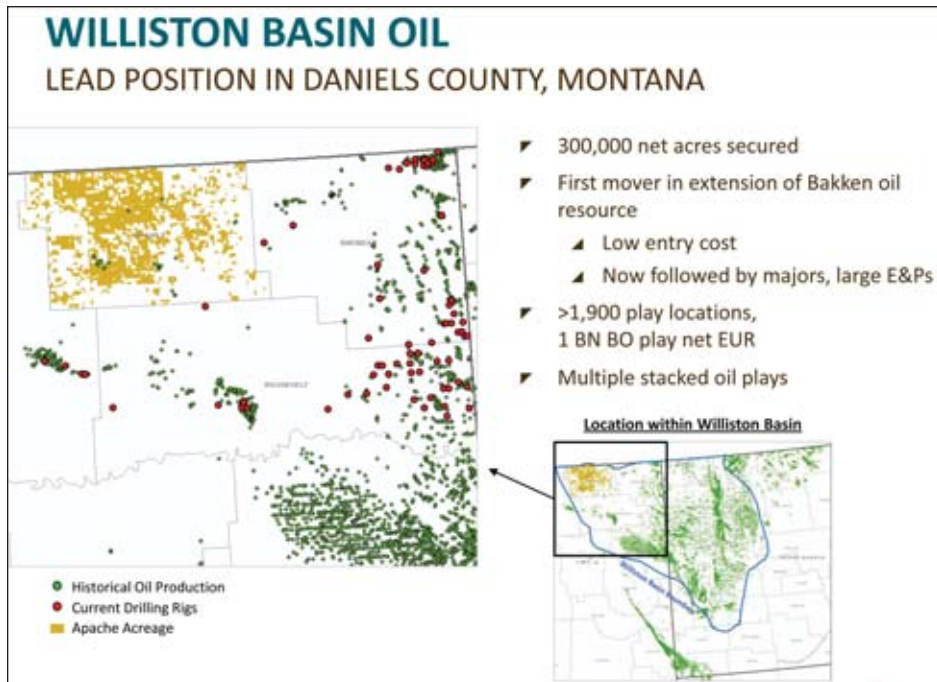 WILLISTON BASIN OIL
LEAD POSITION IN DANIELS COUNTY, MONTANA
300,000 net acres secured
First mover in extension of Bakken oil
resource
Low entry cost
Now followed by majors, large E&Ps
>1,900 play locations,
1 BN BO play net EUR
Multiple stacked oil plays
Location within Williston Basin
ROOSEVELT
Historical Oil Production
Current Drilling Rigs
Apache Acreage